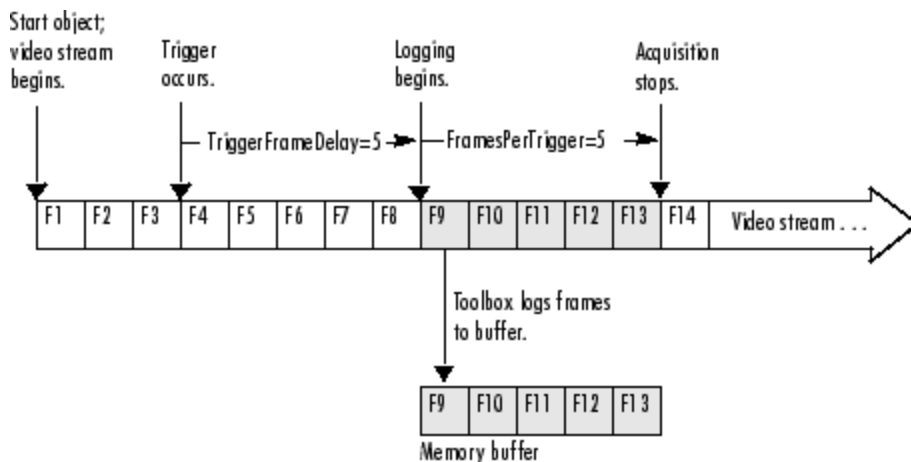 Start object;
video stream
begins.
Trigger
occurs.
Logging
begins.
Acquisition
stops.
TriggerFrameDelay=5
FramesPerTrigger=5
F1 F2 F3 F4 F5 F6 F7 F8 F9 F10 F11 F12 F13 F14 Video stream . . .
Toolbox logs frames
to buffer.
F9 F10 F11 F12 F13
Memory buffer